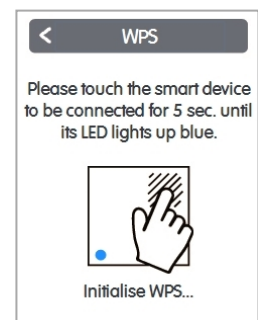 WPS
Please touch the smart device
to be connected for 5 sec. until
its LED lights up blue.
Initialise WPS...